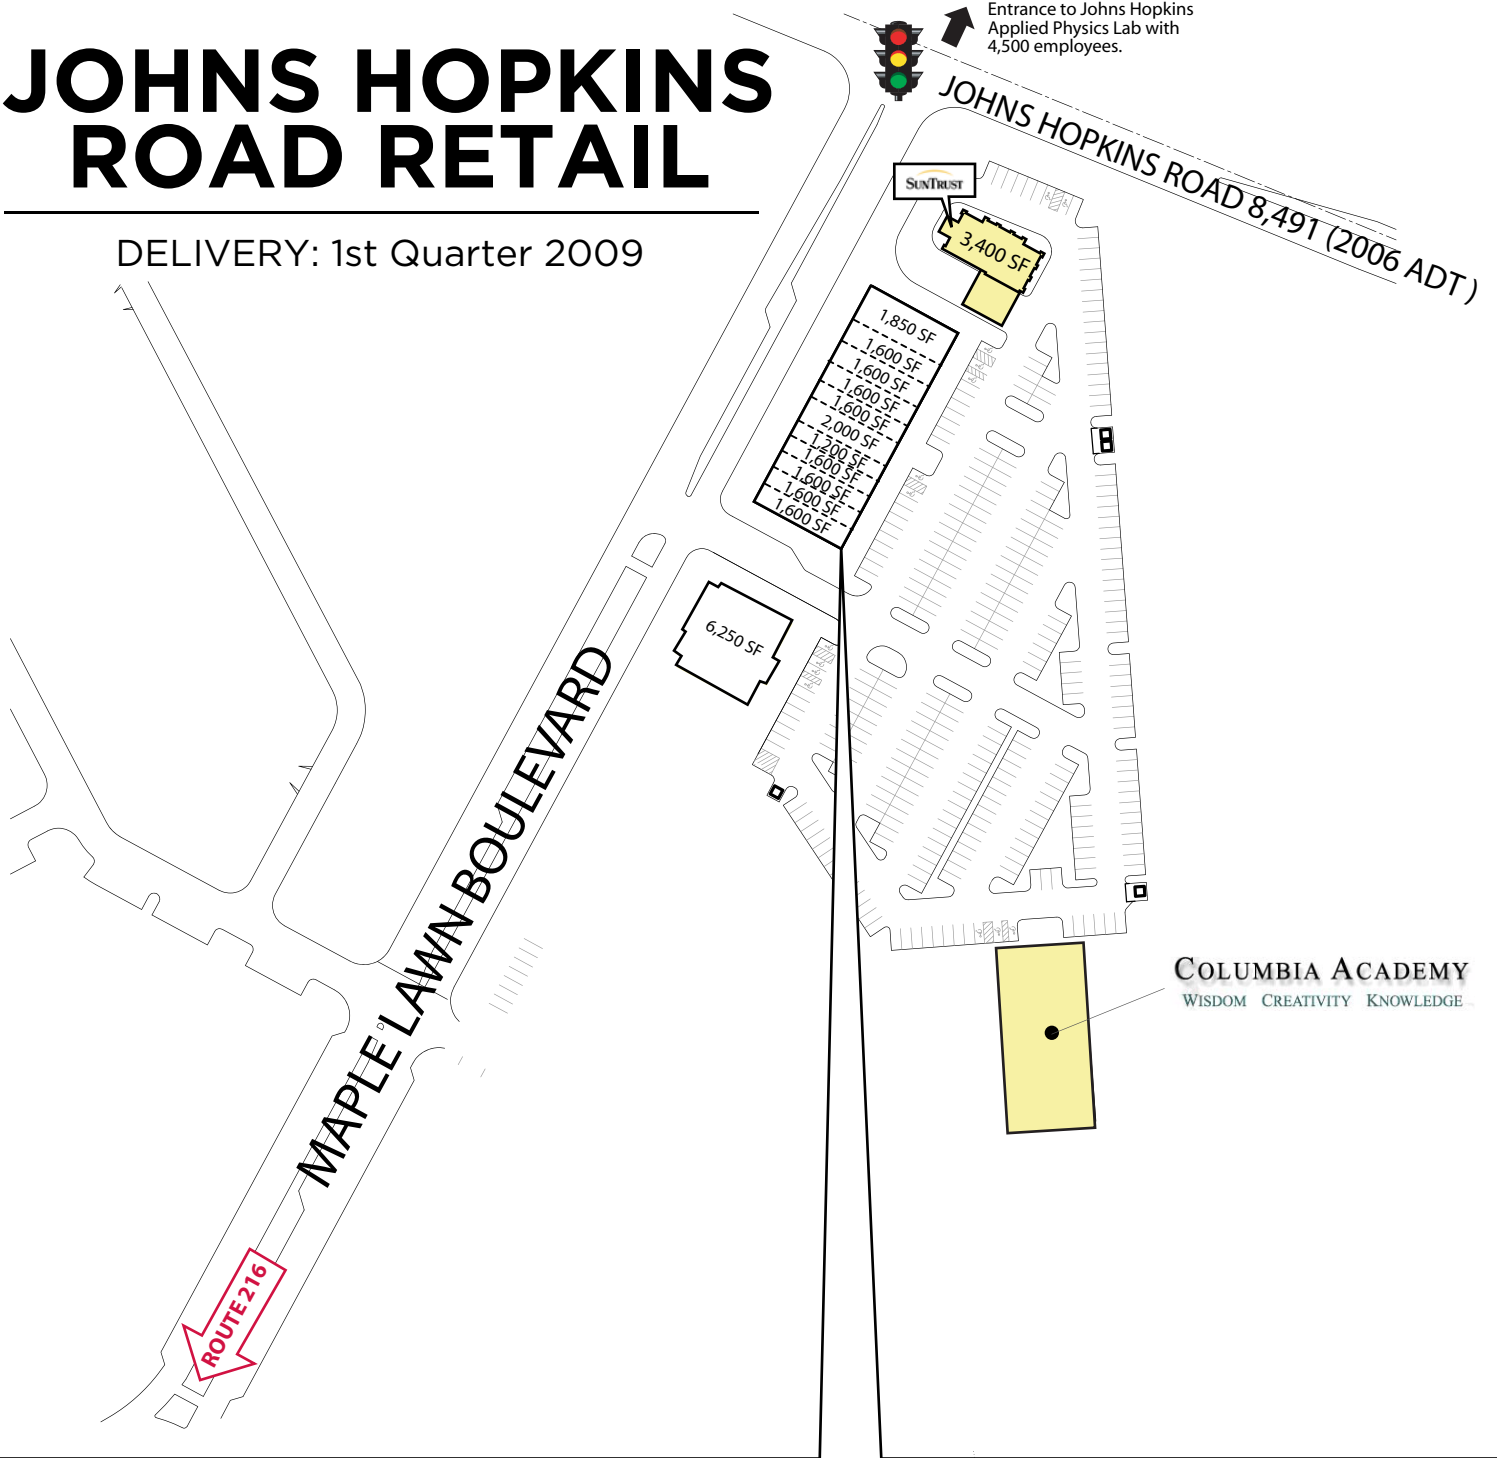 Entrance to Johns Hopkins
Applied Physics Lab with
4,500 employees.
JOHNS HOPKINS
ROAD RETAIL
DELIVERY: 1st Quarter 2009
JOHNS HOPKINS ROAD 8,491 (2006 ADT)
SUNTRUST
3,400 SF
1,850 SF
1,600 SF
1,600 SF
1,600 SF
1,600 SF
2,000 SF
1,200 SF
1,600 SF
1,600 SF
1,600 SF
1,600 SF
6,250 SF
MAPLE LAWN BOULEVARD
COLUMBIA ACADEMY
WISDOM CREATIVITY KNOWLEDGE
ROUTE 216